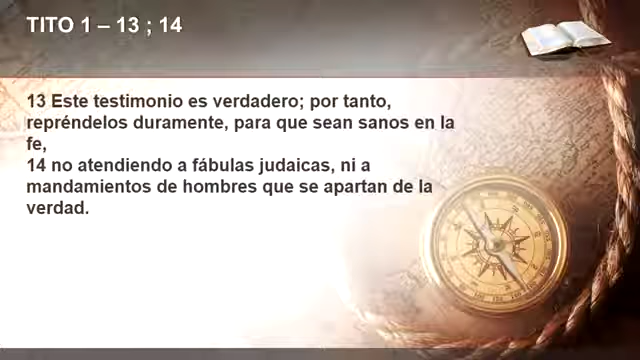 TITO 1 – 13 ; 14
13 Este testimonio es verdadero; por tanto,
repréndelos duramente, para que sean sanos en la
fe,
14 no atendiendo a fábulas judaicas, ni a
mandamientos de hombres que se apartan de la
verdad.